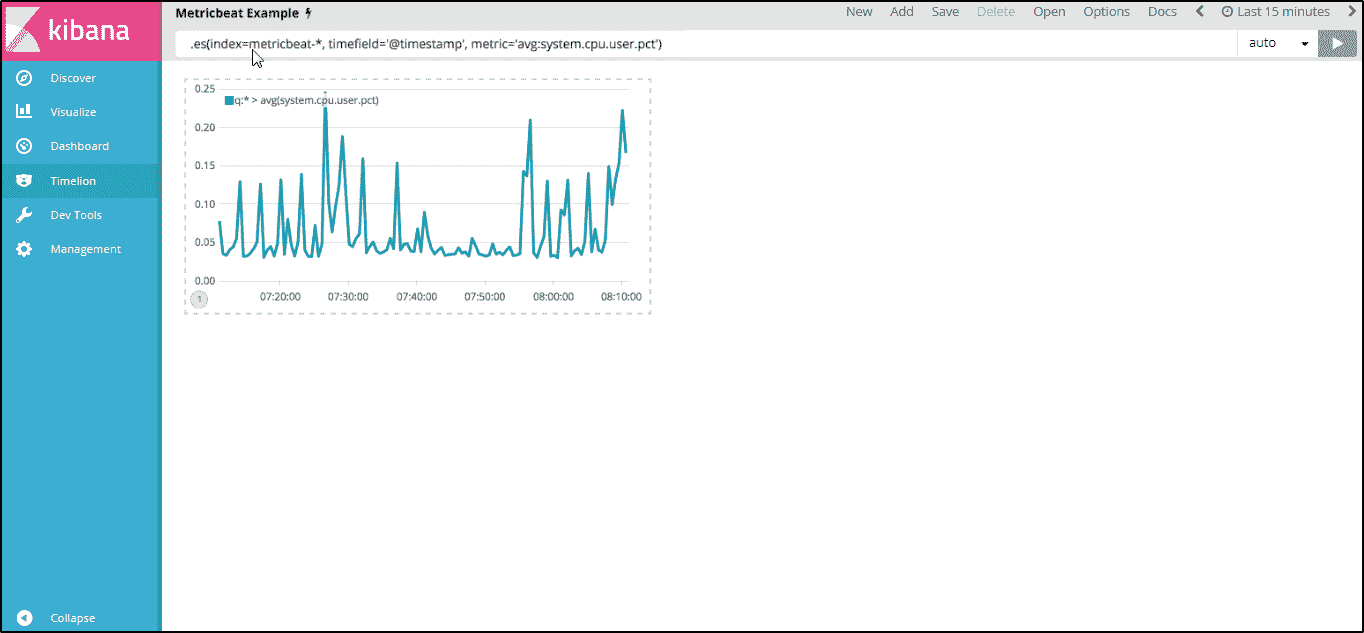 kibana
Discover
Visualize
Dashboard
Timelion
Dev Tools
Management
Collapse
Metricbeat Example
New Add Save Delete Open Options Docs Last 15 minutes
.es(index=metricbeat-*, timefield='@timestamp', metric='avg:system.cpu.user.pct')
auto
q:* > avg(system.cpu.user.pct)
0.25
0.20
0.15
0.10
0.05
0.00
1
07:20:00 07:30:00 07:40:00 07:50:00 08:00:00 08:10:00